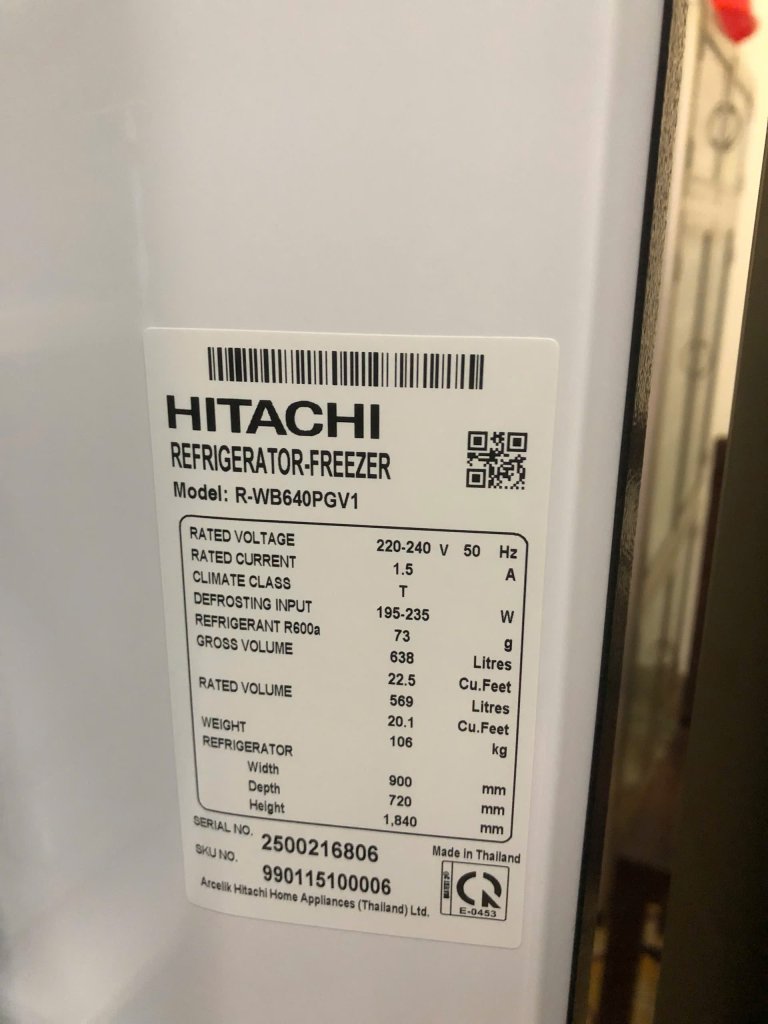 HITACHI
REFRIGERATOR-FREEZER
Model: R-WB640PGV1
RATED VOLTAGE 220-240 V 50 Hz
RATED CURRENT 1.5 A
CLIMATE CLASS T
DEFROSTING INPUT 195-235 W
REFRIGERANT R600a 73 g
GROSS VOLUME 638 Litres
22.5 Cu.Feet
RATED VOLUME 569 Litres
20.1 Cu.Feet
WEIGHT 106 kg
REFRIGERATOR
Width 900 mm
Depth 720 mm
Height 1,840 mm
SERIAL NO. 2500216806
SKU NO. 990115100006
Arcelik Hitachi Home Appliances (Thailand) Ltd.
Made in Thailand
E-0453